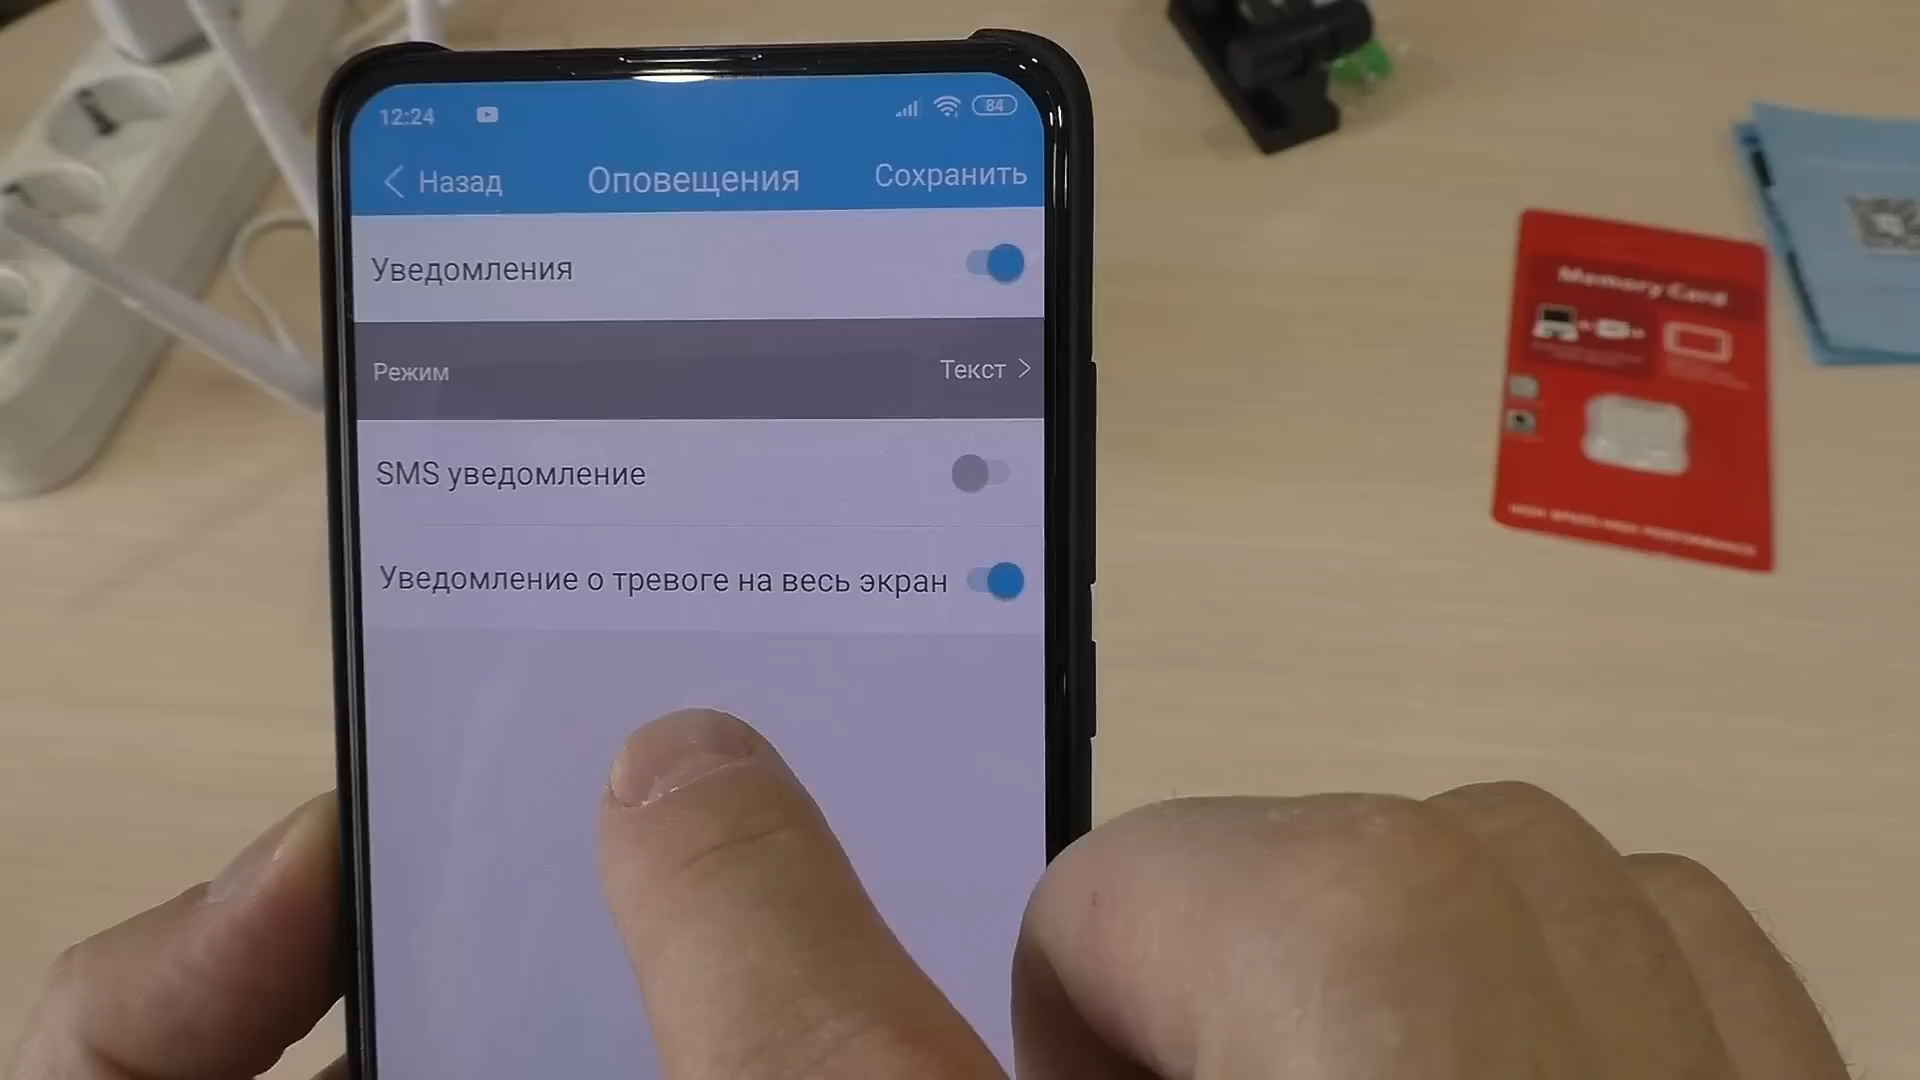 12:24
84
Назад
Оповещения
Сохранить
Уведомления
Режим
Текст
SMS уведомление
Уведомление о тревоге на весь экран
Memory Card